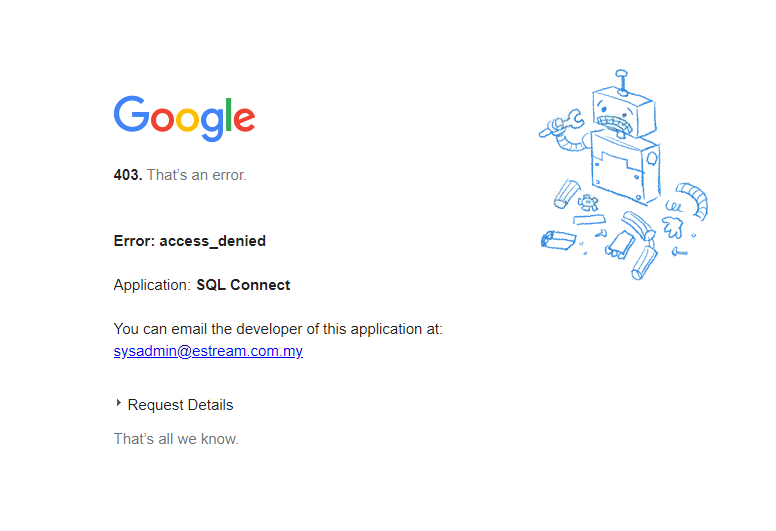 Google
403. That's an error.
Error: access_denied
Application: SQL Connect
You can email the developer of this application at:
sysadmin@estream.com.my
Request Details
That's all we know.